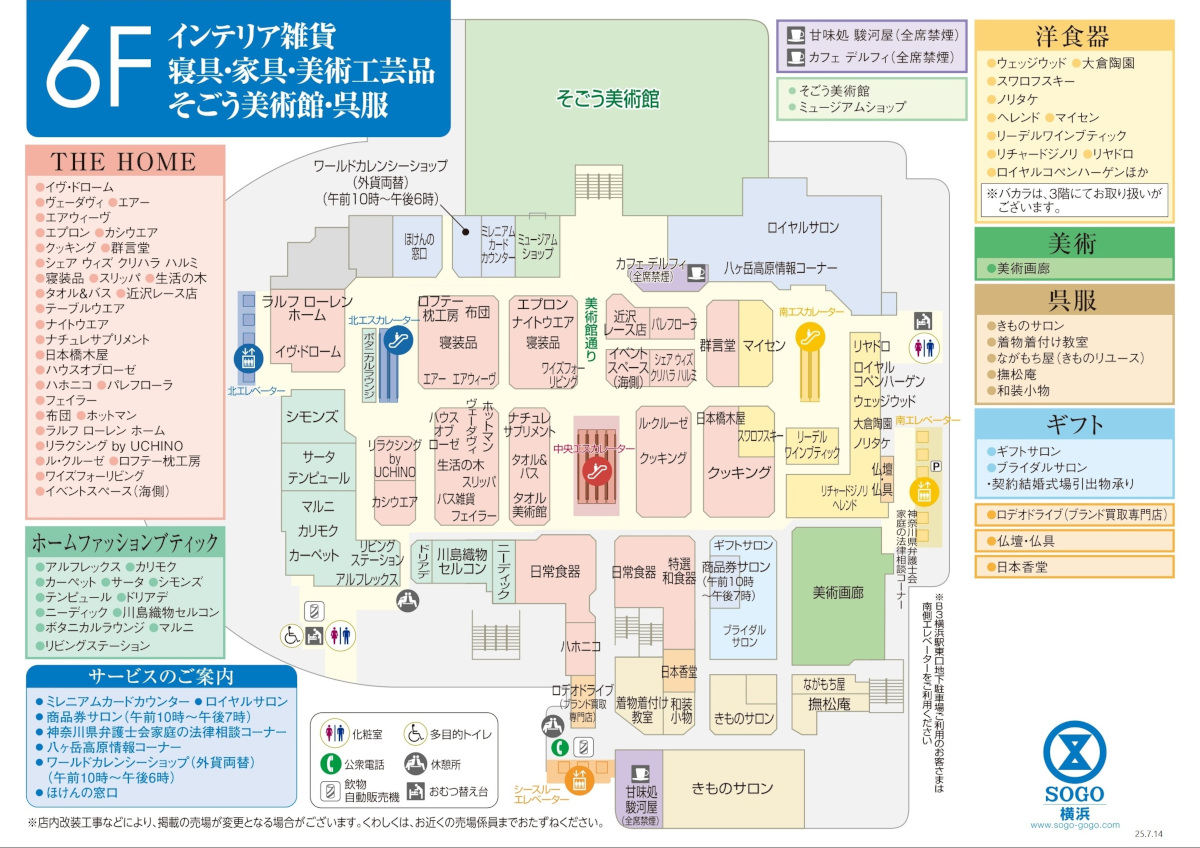 6F
インテリア雑貨
寝具・家具・美術工芸品
そごう美術館・呉服
THE HOME
●イヴ・ドローム
●ヴェーダヴィ ●エアー
●エアウィーヴ
●エプロン ●カシウエア
●クッキング ●群言堂
●シェア ウィズ クリハラ ハルミ
●寝装品 ●スリッパ ●生活の木
●タオル&バス ●近沢レース店
●テーブルウエア
●ナイトウエア
●ナチュレサプリメント
●日本橋木屋
●ハウスオブローゼ
●ハホニコ ●パレフローラ
●フェイラー
●布団 ●ホットマン
●ラルフ ローレン ホーム
●リラクシング by UCHINO
●ル・クルーゼ ●ロフテー枕工房
●ワイズフォーリビング
●イベントスペース(海側)
ホームファッションブティック
●アルフレックス ●カリモク
●カーペット ●サータ ●シモンズ
●テンピュール ●ドリアデ
●ニーディック ●川島織物セルコン
●ボタニカルラウンジ ●マルニ
●リビングステーション
サービスのご案内
●ミレニアムカードカウンター ●ロイヤルサロン
●商品券サロン(午前10時〜午後7時)
●神奈川県弁護士会家庭の法律相談コーナー
●八ヶ岳高原情報コーナー
●ワールドカレンシーショップ(外貨両替)
(午前10時〜午後6時)
●ほけんの窓口
※店内改装工事などにより、掲載の売場が変更となる場合がございます。くわしくは、お近くの売場係員までおたずねください。
化粧室
多目的トイレ
公衆電話
休憩所
飲物
自動販売機
おむつ替え台
そごう美術館
ワールドカレンシーショップ
(外貨両替)
(午前10時〜午後6時)
ほけんの
窓口
ミレニアム
カード
カウンター
ミュージアム
ショップ
ロイヤルサロン
八ヶ岳高原情報コーナー
カフェ デルフィ
(全席禁煙)
ラルフ ローレン
ホーム
イヴ・ドローム
北エスカレーター
ボタニカルラウンジ
北エレベーター
ロフテー
枕工房 布団
寝装品
エアー エアウィーヴ
エプロン
ナイトウエア
寝装品
ワイズフォー
リビング
美術館通り
近沢
レース店
パレフローラ
イベント
スペース
(海側)
シェア ウィズ
クリハラ ハルミ
群言堂
マイセン
南エスカレーター
リヤドロ
ロイヤル
コペンハーゲン
ウェッジウッド
大倉陶園
ノリタケ
南エレベーター
P
仏壇・
仏具
シモンズ
サータ
テンピュール
マルニ
カリモク
カーペット
リビング
ステーション
アルフレックス
リラクシング
by
UCHINO
カシウエア
ハウス
オブ
ローゼ
ヴェーダヴィ
ホットマン
生活の木
スリッパ
バス雑貨
フェイラー
ナチュレ
サプリメント
タオル&
バス
タオル
美術館
中央エスカレーター
ル・クルーゼ
クッキング
日本橋木屋
スワロフスキー
クッキング
リーデル
ワインブティック
リチャードジノリ
ヘレンド
神奈川県弁護士会
家庭の法律相談コーナー
ドリアデ
川島織物
セルコン
ニーディック
日常食器
ハホニコ
ロデオドライブ
(ブランド買取
専門店)
日常食器
特選
和食器
日本香堂
着物着付け
教室
和装
小物
ギフトサロン
商品券サロン
(午前10時
〜午後7時)
ブライダル
サロン
きものサロン
美術画廊
ながもち屋
撫松庵
シースルー
エレベーター
甘味処
駿河屋
(全席禁煙)
きものサロン
※B3横浜駅東口地下駐車場ご利用のお客さまは
南側エレベーターをご利用ください
甘味処 駿河屋(全席禁煙)
カフェ デルフィ(全席禁煙)
●そごう美術館
●ミュージアムショップ
洋食器
●ウェッジウッド ●大倉陶園
●スワロフスキー
●ノリタケ
●ヘレンド ●マイセン
●リーデルワインブティック
●リチャードジノリ ●リヤドロ
●ロイヤルコペンハーゲンほか
※バカラは、3階にてお取り扱いが
ございます。
美術
●美術画廊
呉服
●きものサロン
●着物着付け教室
●ながもち屋(きものリユース)
●撫松庵
●和装小物
ギフト
●ギフトサロン
●ブライダルサロン
・契約結婚式場引出物承り
●ロデオドライブ(ブランド買取専門店)
●仏壇・仏具
●日本香堂
SOGO
横浜
www.sogo-gogo.com
25.7.14